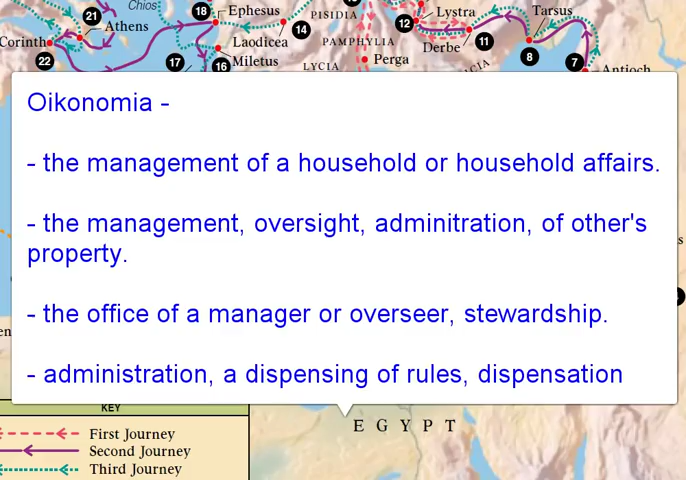 Chios
21
Athens
18
Ephesus
PISIDIA
Lystra
Tarsus
Corinth
14
12
Laodicea
PAMPHYLIA
Derbe
11
22
17
16
Miletus
LYCIA
Perga
8
7
Antioch
Oikonomia -
- the management of a household or household affairs.
- the management, oversight, adminitration, of other's
property.
- the office of a manager or overseer, stewardship.
- administration, a dispensing of rules, dispensation
KEY
First Journey
Second Journey
Third Journey
EGYPT